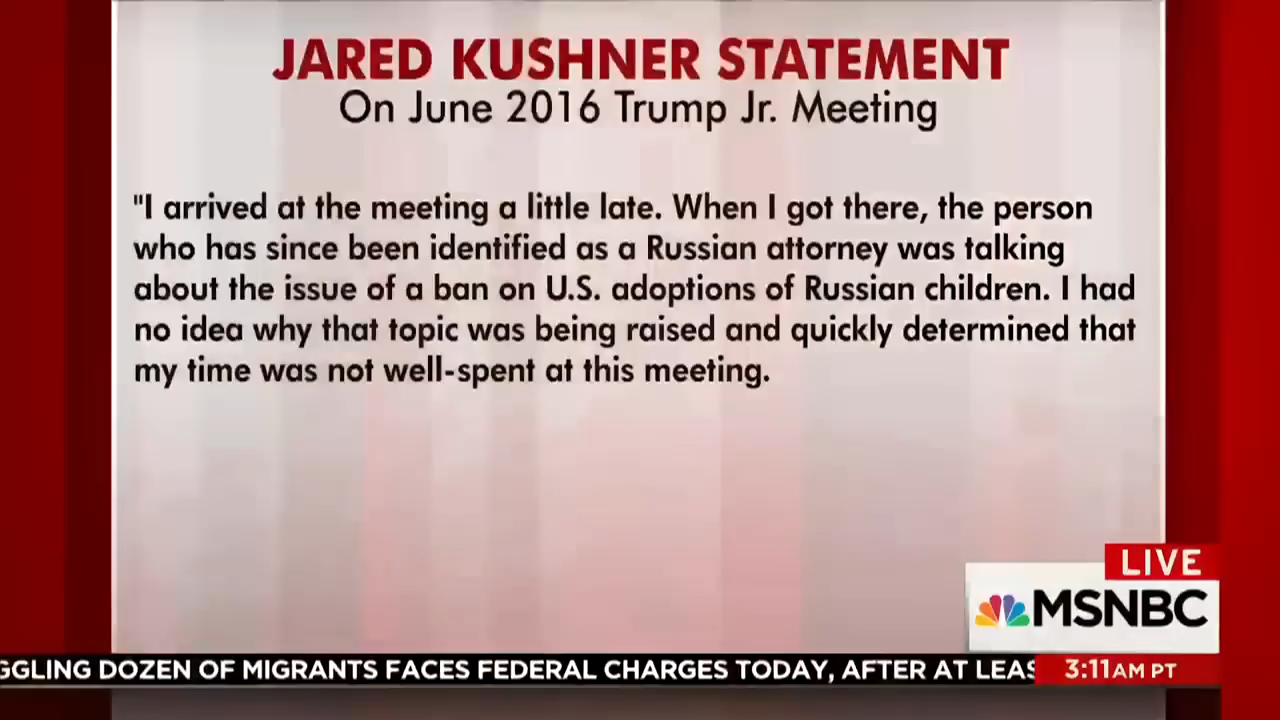 JARED KUSHNER STATEMENT
On June 2016 Trump Jr. Meeting
"I arrived at the meeting a little late. When I got there, the person
who has since been identified as a Russian attorney was talking
about the issue of a ban on U.S. adoptions of Russian children. I had
no idea why that topic was being raised and quickly determined that
my time was not well-spent at this meeting.
LIVE
MSNBC
GGLING DOZEN OF MIGRANTS FACES FEDERAL CHARGES TODAY, AFTER AT LEAS
3:11AM PT